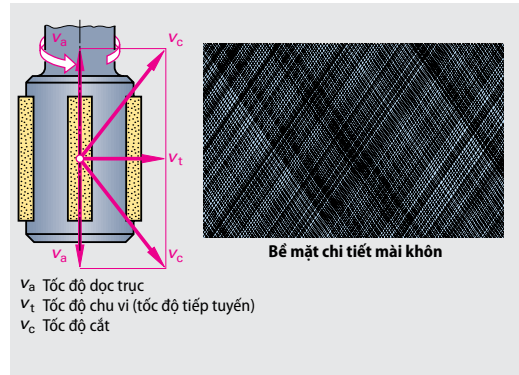 va vc
vt
va vc
Bề mặt chi tiết mài khôn
va Tốc độ dọc trục
vt Tốc độ chu vi (tốc độ tiếp tuyến)
vc Tốc độ cắt